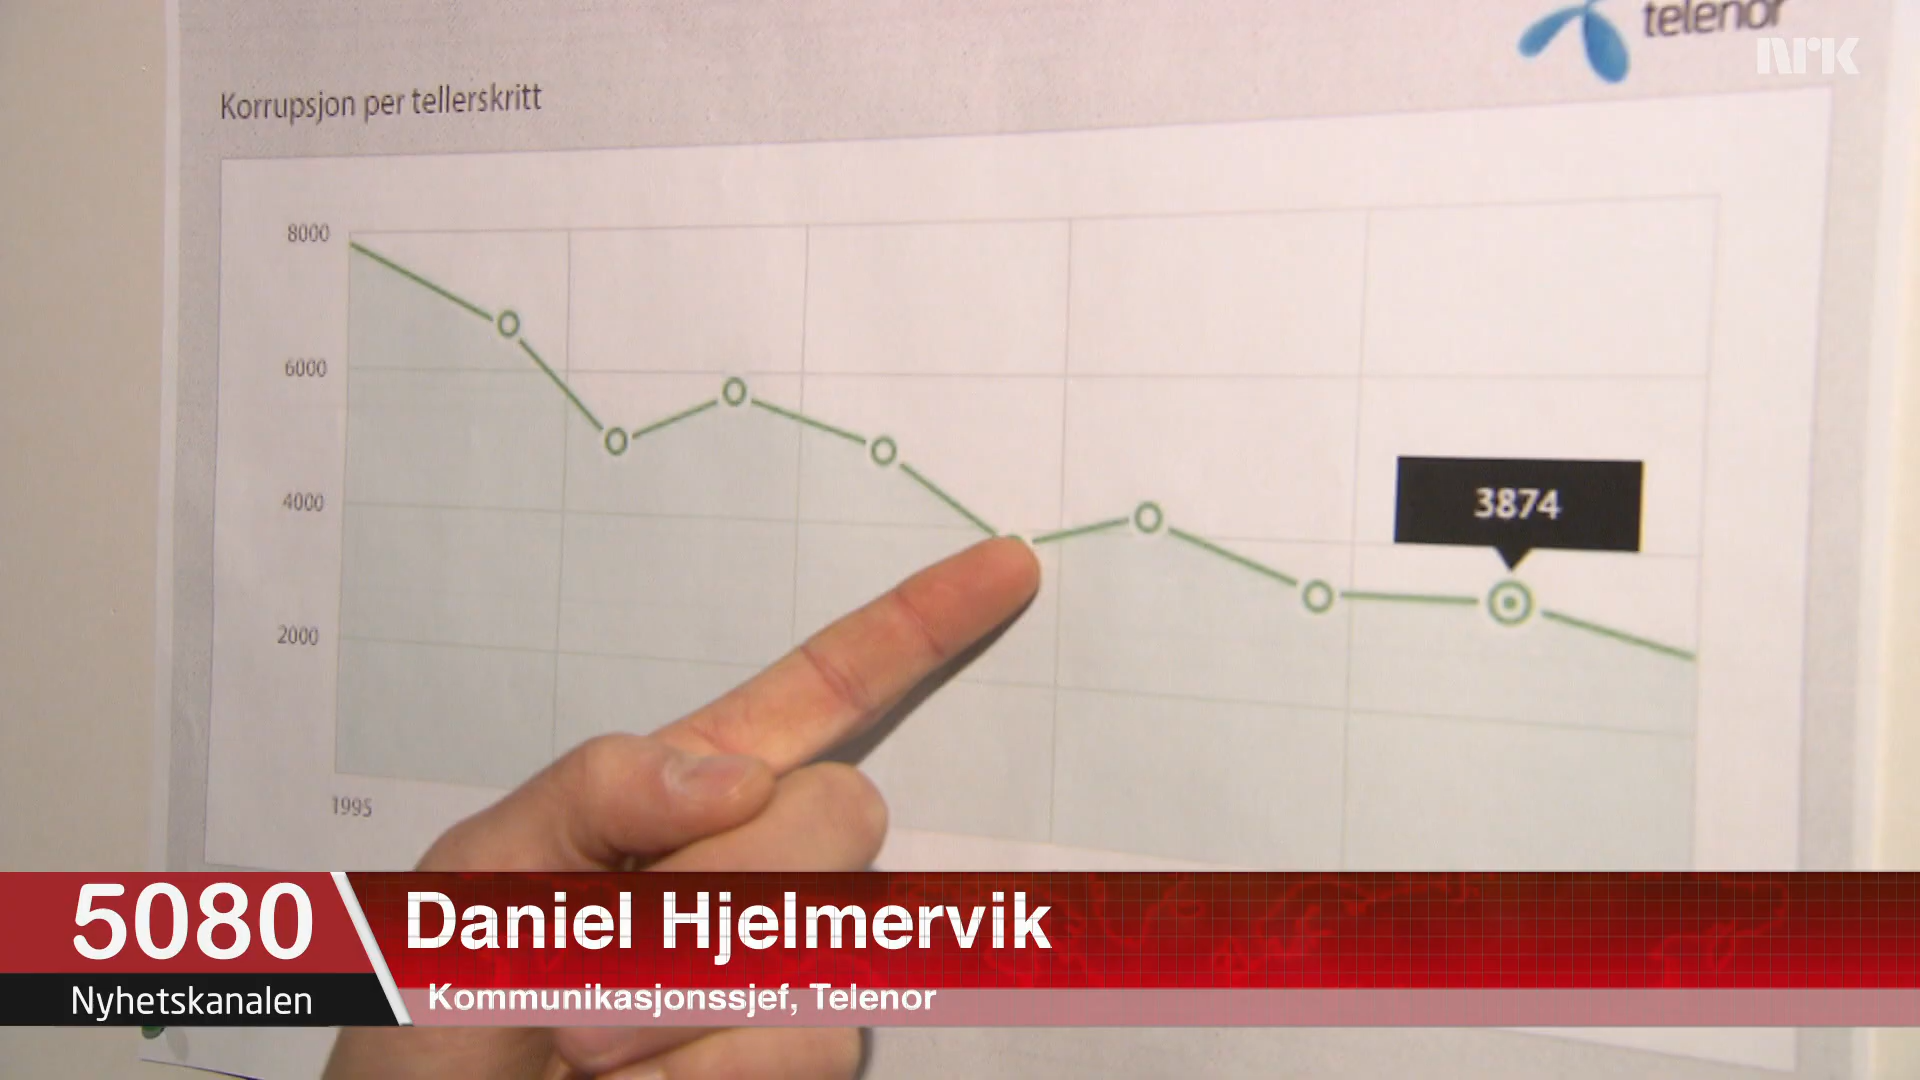 telenor
nrk
Korrupsjon per tellerskritt
8000
6000
4000
3874
2000
1995
5080
Nyhetskanalen
Daniel Hjelmervik
Kommunikasjonssjef, Telenor